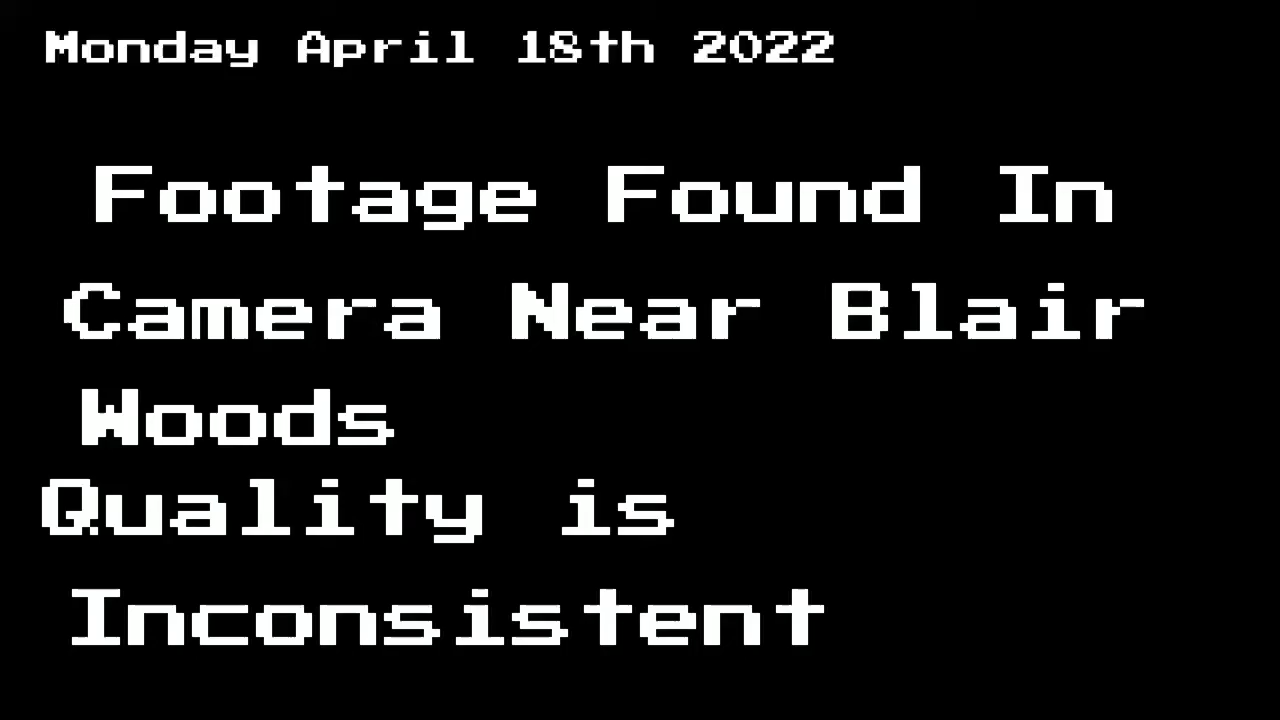 Monday April 18th 2022
Footage Found In
Camera Near Blair
Woods
Quality is
Inconsistent